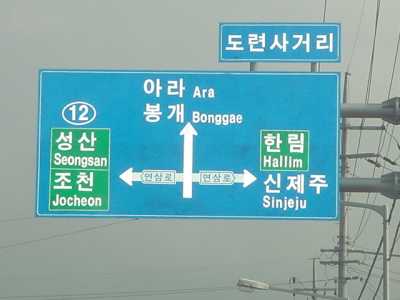 도련사거리
아라 Ara
봉개 Bonggae
12
성산
Seongsan
조천
Jocheon
연삼로
연삼로
한림
Hallim
신제주
Sinjeju